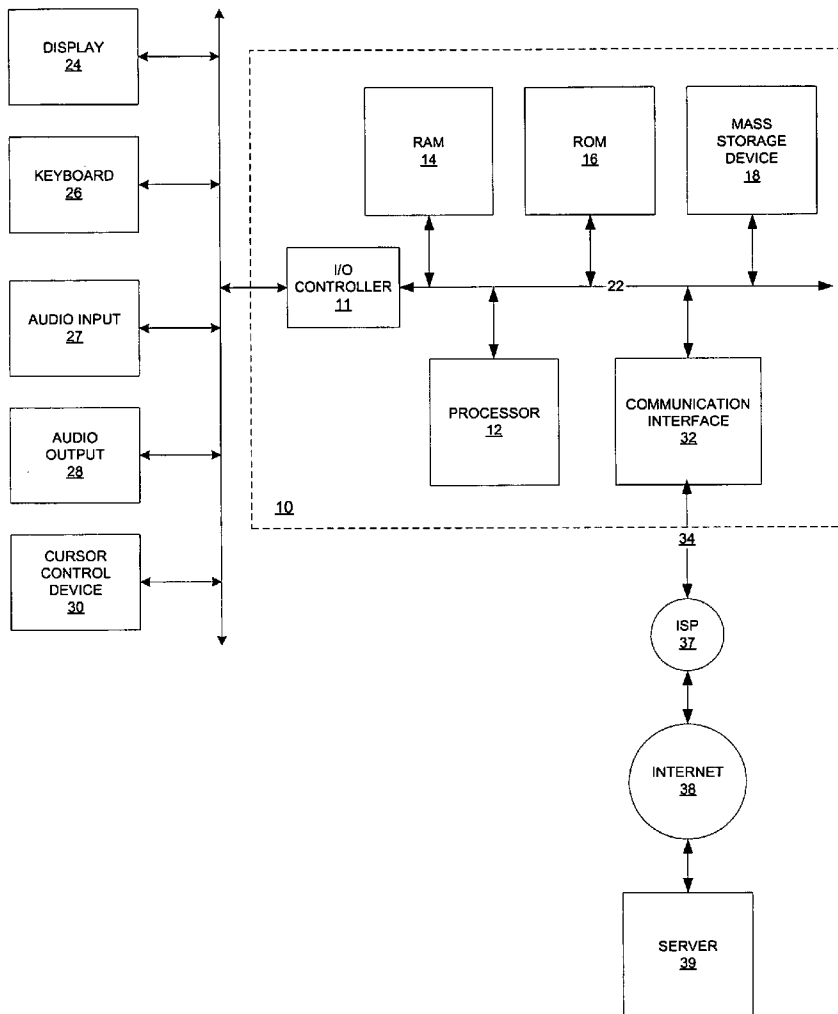 DISPLAY
24
KEYBOARD
26
AUDIO INPUT
27
AUDIO
OUTPUT
28
CURSOR
CONTROL
DEVICE
30
RAM
14
ROM
16
MASS
STORAGE
DEVICE
18
I/O
CONTROLLER
11
22
PROCESSOR
12
COMMUNICATION
INTERFACE
32
10
34
ISP
37
INTERNET
38
SERVER
39